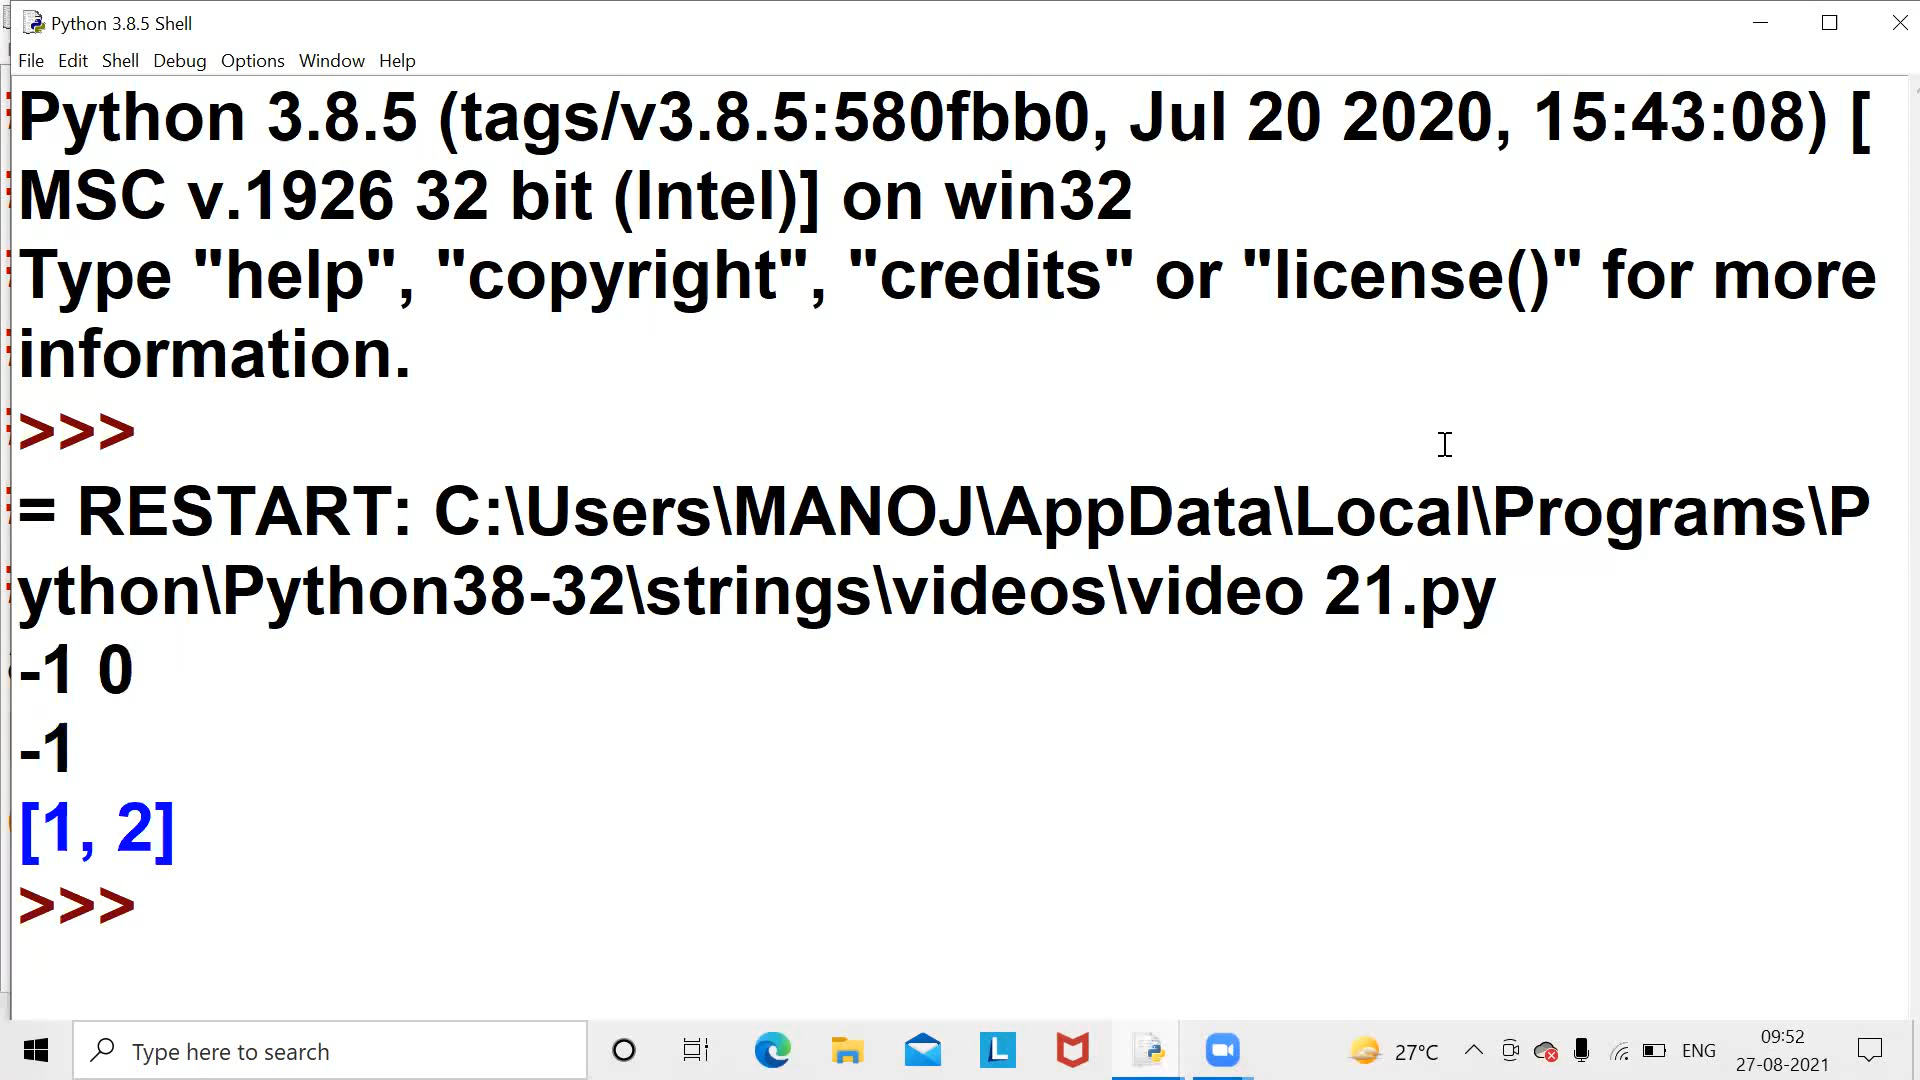 Python 3.8.5 Shell
File Edit Shell Debug Options Window Help
Python 3.8.5 (tags/v3.8.5:580fbb0, Jul 20 2020, 15:43:08) [
MSC v.1926 32 bit (Intel)] on win32
Type "help", "copyright", "credits" or "license()" for more
information.
>>>
= RESTART: C:\Users\MANOJ\AppData\Local\Programs\P
ython\Python38-32\strings\videos\video 21.py
-1 0
-1
[1, 2]
>>>
Type here to search
L
27°C
ENG
09:52
27-08-2021